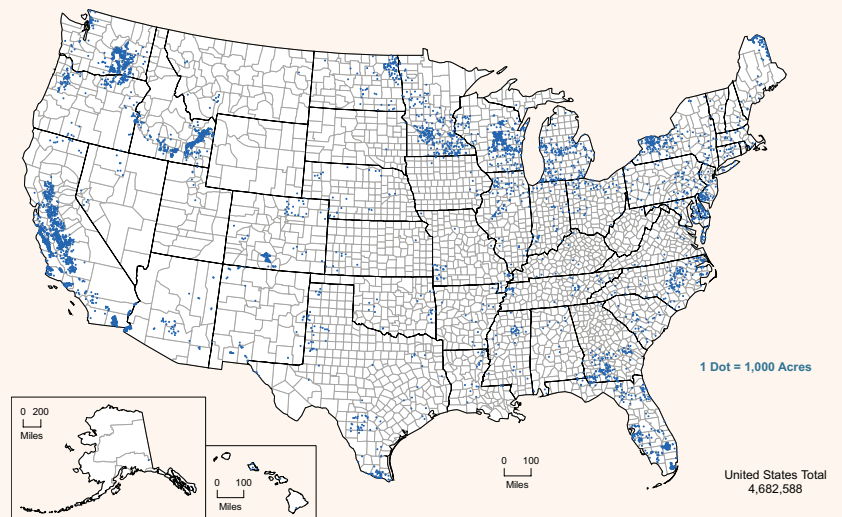 1 Dot = 1,000 Acres
0 200
Miles
0 100
Miles
0 100
Miles
United States Total
4,682,588